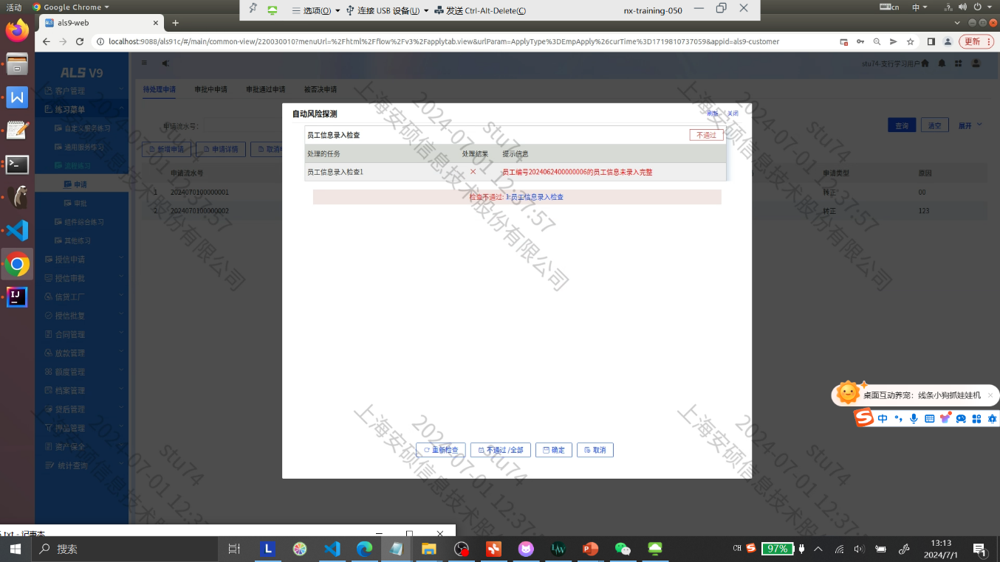 活动
Google Chrome
选项(O)
连接 USB 设备(U)
发送 Ctrl-Alt-Delete(C)
nx-training-050
cn
中
als9-web
localhost:9088/als91c/#/main/common-view/220030010?menuUrl=%2Fhtml%2Fflow%2Fv3%2Fapplytab.view&urlParam=ApplyType%3DEmpApply%26curTime%3D1719810737059&appid=als9-customer
更新
ALS V9
stu74-支行学习用户
客户管理
练习菜单
自定义服务练习
通用服务练习
流程练习
申请
审批
组件综合练习
其他练习
授信申请
授信审批
信贷工厂
授信批复
合同管理
放款管理
额度管理
档案管理
贷后管理
押品管理
资产保全
统计查询
待处理申请
审批中申请
审批通过申请
被否决申请
申请流水号:
查询
清空
展开
新增申请
申请详情
取消申
申请流水号
申请类型
原因
1
2024070100000001
转正
00
2
2024070100000002
转正
123
自动风险探测
刷新
关闭
员工信息录入检查
不通过
处理的任务
处理结果
提示信息
员工信息录入检查1
员工编号2024062400000006的员工信息未录入完整
检查不通过: 1.员工信息录入检查
重新检查
不通过 /全部
确定
取消
stu74
2024-07-01 12:37:57
上海安硕信息技术股份有限公司
桌面互动养宠：线条小狗抓娃娃机
中
.txt - 记事本
搜索
CH
97%
13:13
2024/7/1